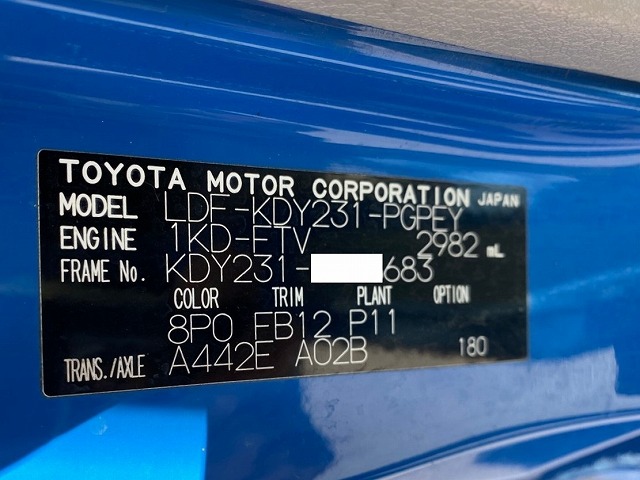 TOYOTA MOTOR CORPORATION JAPAN
MODEL LDF-KDY231-PGPEY
ENGINE 1KD-FTV 2982 mL
FRAME No. KDY231- 683
COLOR TRIM PLANT OPTION
8P0 FB12 P11
TRANS./AXLE A442E A02B 180